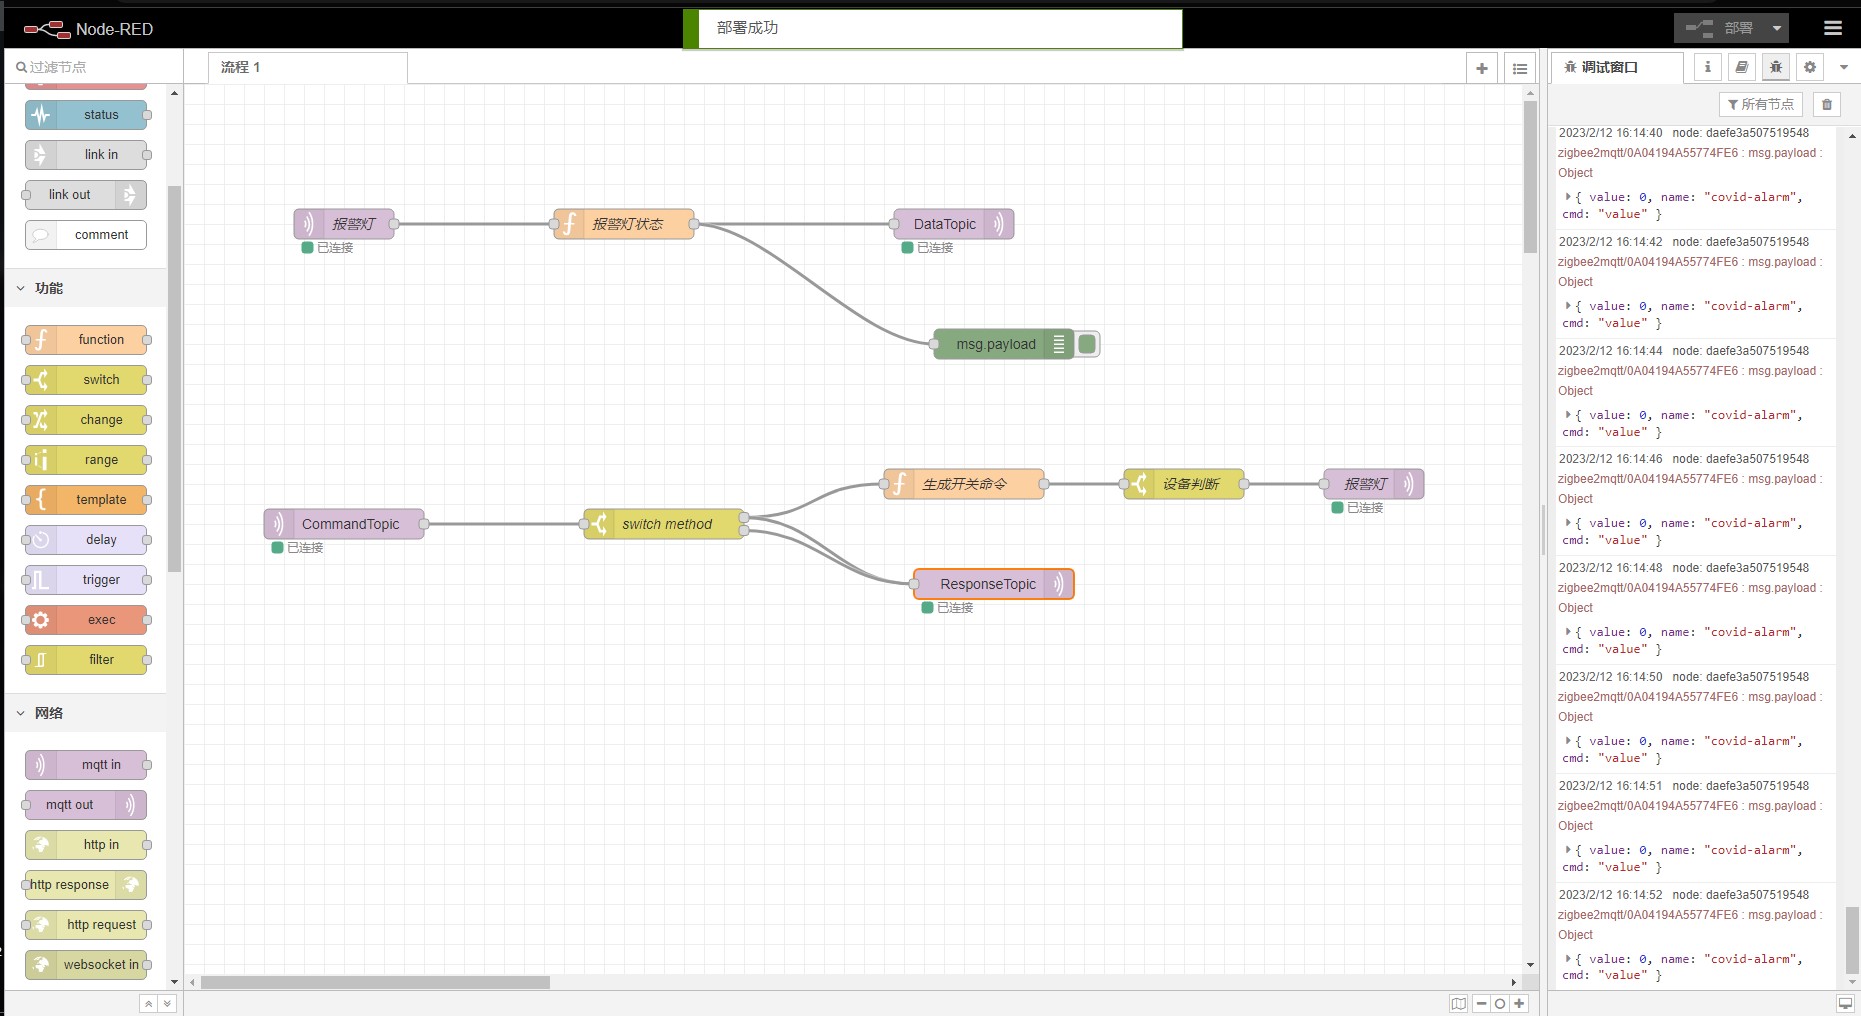 Node-RED
部署成功
部署
过滤节点
status
link in
link out
comment
功能
function
switch
change
range
template
delay
trigger
exec
filter
网络
mqtt in
mqtt out
http in
http response
http request
websocket in
流程 1
报警灯
已连接
报警灯状态
DataTopic
已连接
msg.payload
生成开关命令
设备判断
报警灯
已连接
CommandTopic
已连接
switch method
ResponseTopic
已连接
调试窗口
所有节点
2023/2/12 16:14:40 node: daefe3a507519548
zigbee2mqtt/0A04194A55774FE6 : msg.payload :
Object
{ value: 0, name: "covid-alarm",
cmd: "value" }
2023/2/12 16:14:42 node: daefe3a507519548
zigbee2mqtt/0A04194A55774FE6 : msg.payload :
Object
{ value: 0, name: "covid-alarm",
cmd: "value" }
2023/2/12 16:14:44 node: daefe3a507519548
zigbee2mqtt/0A04194A55774FE6 : msg.payload :
Object
{ value: 0, name: "covid-alarm",
cmd: "value" }
2023/2/12 16:14:46 node: daefe3a507519548
zigbee2mqtt/0A04194A55774FE6 : msg.payload :
Object
{ value: 0, name: "covid-alarm",
cmd: "value" }
2023/2/12 16:14:48 node: daefe3a507519548
zigbee2mqtt/0A04194A55774FE6 : msg.payload :
Object
{ value: 0, name: "covid-alarm",
cmd: "value" }
2023/2/12 16:14:50 node: daefe3a507519548
zigbee2mqtt/0A04194A55774FE6 : msg.payload :
Object
{ value: 0, name: "covid-alarm",
cmd: "value" }
2023/2/12 16:14:51 node: daefe3a507519548
zigbee2mqtt/0A04194A55774FE6 : msg.payload :
Object
{ value: 0, name: "covid-alarm",
cmd: "value" }
2023/2/12 16:14:52 node: daefe3a507519548
zigbee2mqtt/0A04194A55774FE6 : msg.payload :
Object
{ value: 0, name: "covid-alarm",
cmd: "value" }